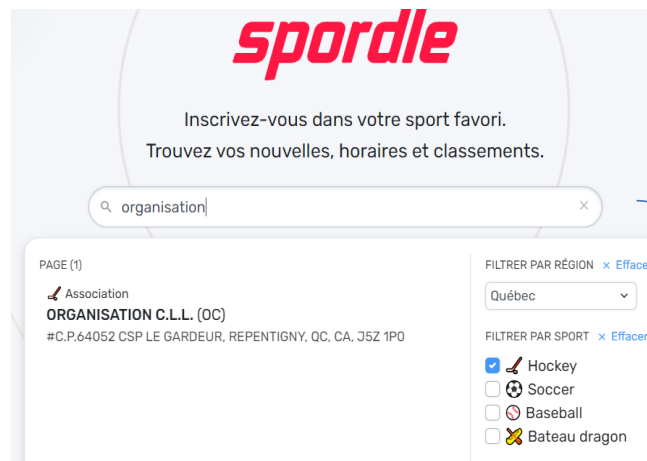 spordle
Inscrivez-vous dans votre sport favori.
Trouvez vos nouvelles, horaires et classements.
organisation
PAGE (1)
Association
ORGANISATION C.L.L. (OC)
#C.P.64052 CSP LE GARDEUR, REPENTIGNY, QC, CA, J5Z 1P0
FILTRER PAR RÉGION × Effacer
Québec
FILTRER PAR SPORT × Effacer
Hockey
Soccer
Baseball
Bateau dragon